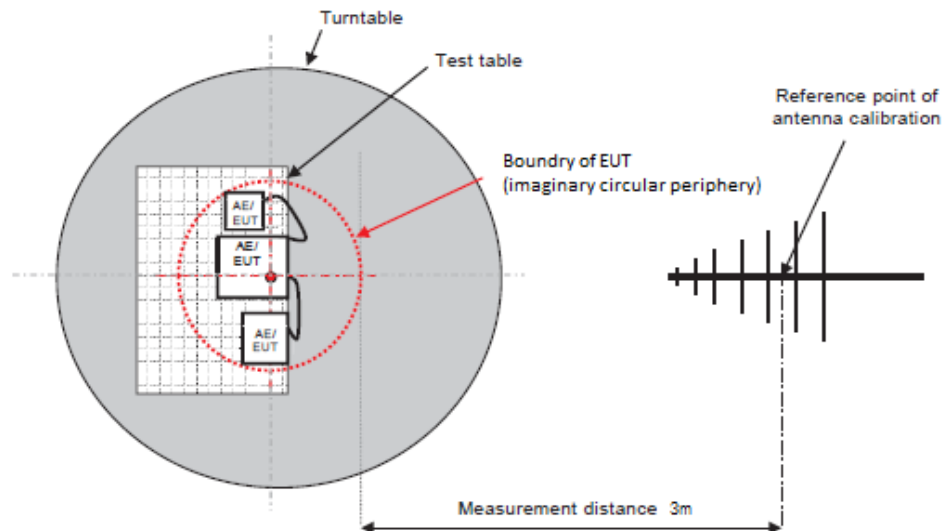 Turntable
Test table
Reference point of
antenna calibration
Boundry of EUT
(imaginary circular periphery)
AE/
EUT
AE/
EUT
AE/
EUT
Measurement distance 3m